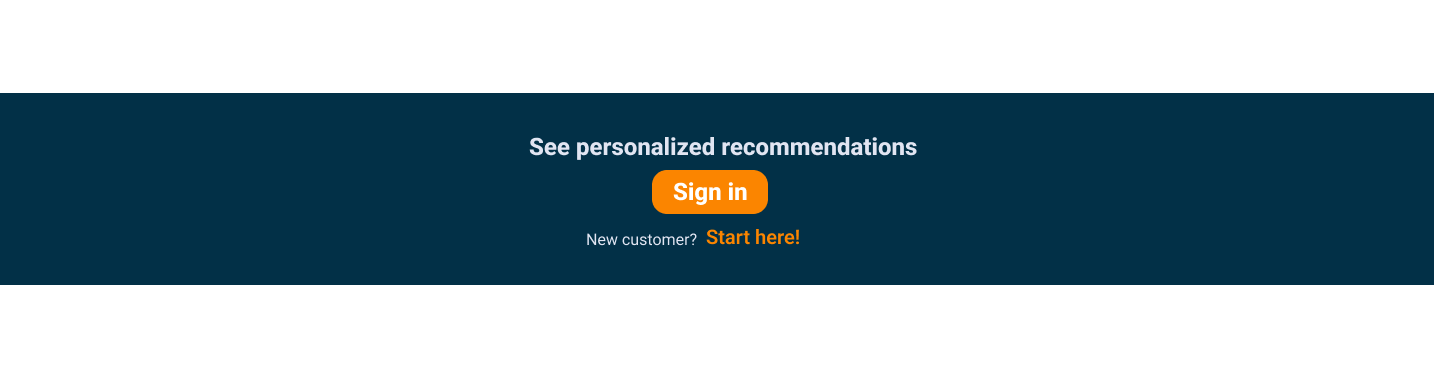 See personalized recommendations
Sign in
New customer? Start here!